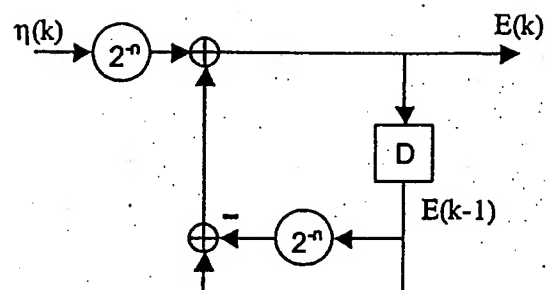 η(k)
2⁻ⁿ
E(k)
D
E(k-1)
-
2⁻ⁿ